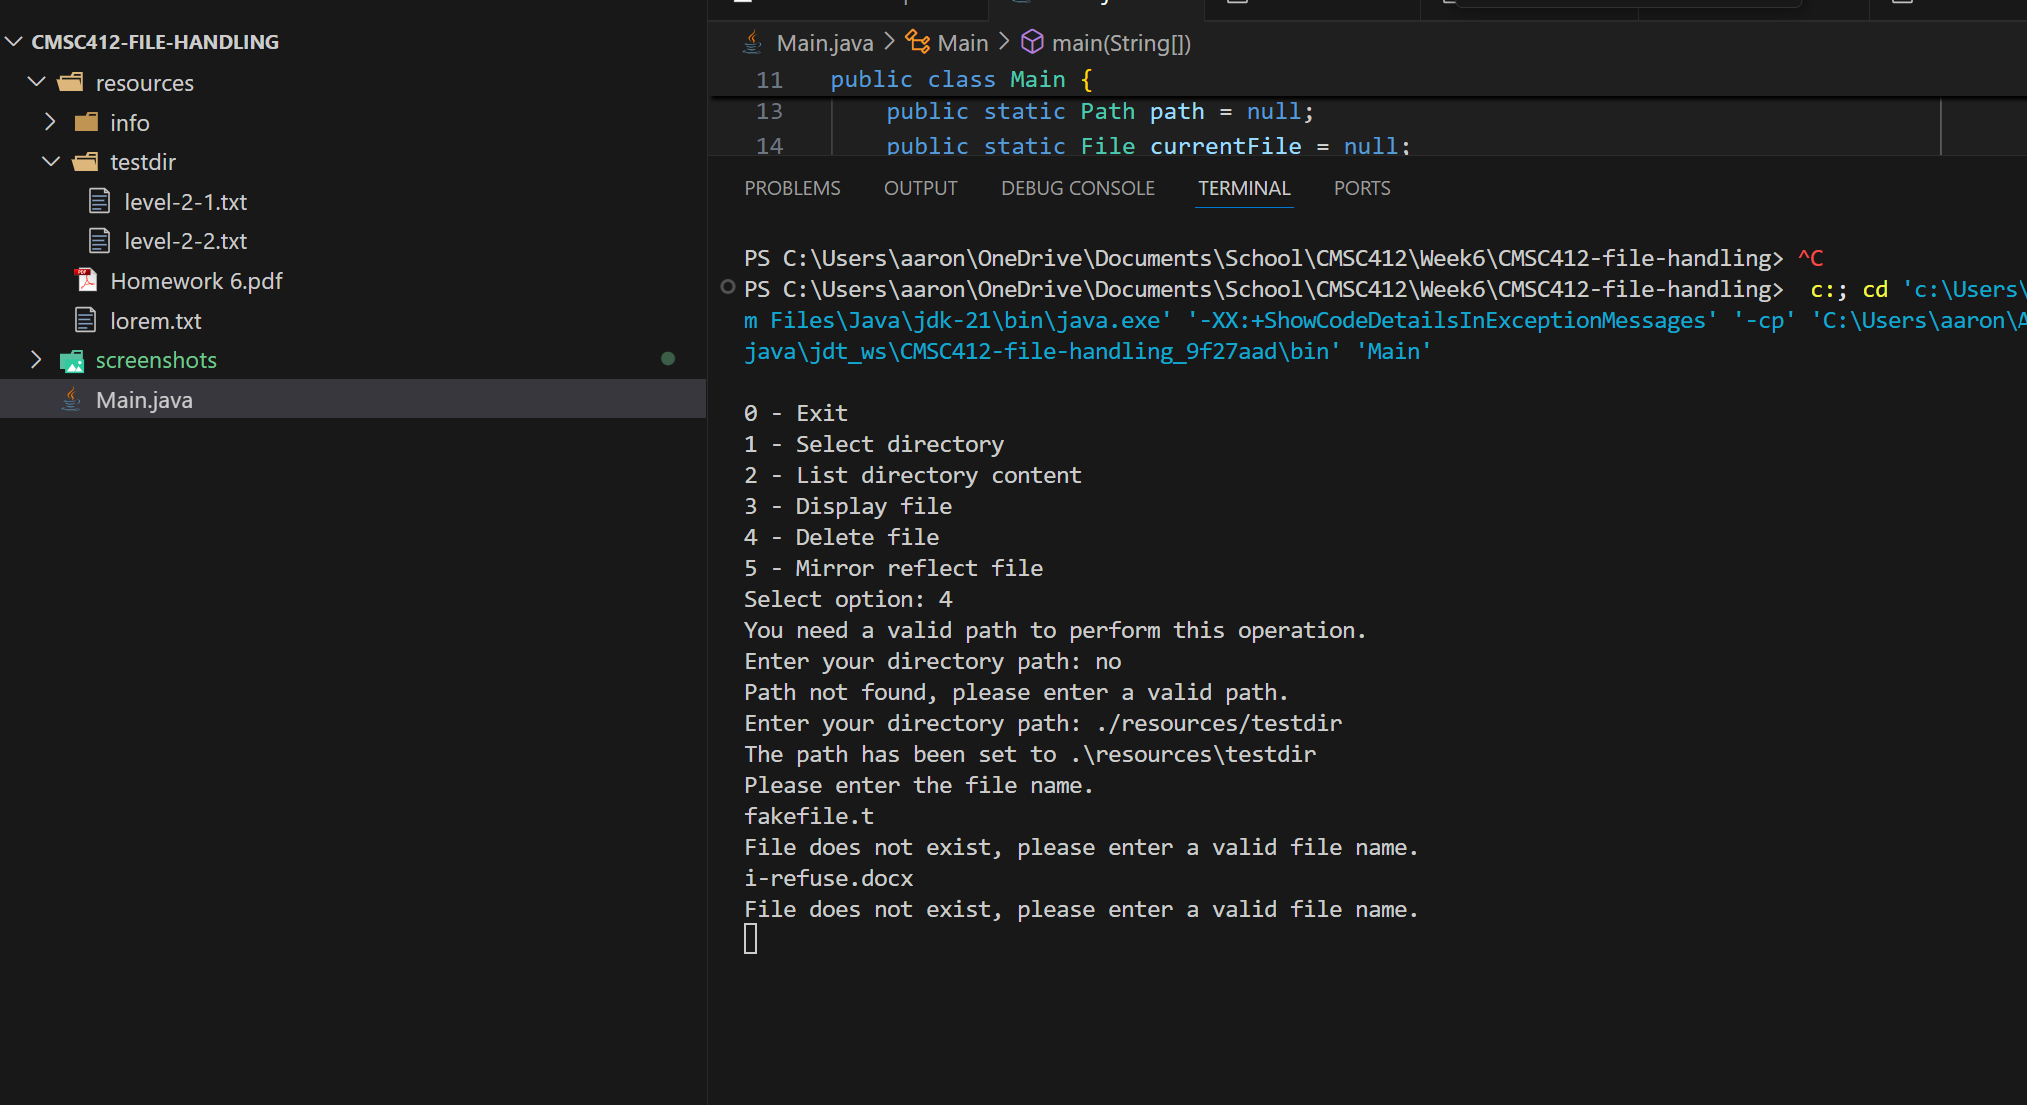 CMSC412-FILE-HANDLING
resources
info
testdir
level-2-1.txt
level-2-2.txt
Homework 6.pdf
lorem.txt
screenshots
Main.java
Main.java > Main > main(String[])
11 public class Main {
13 public static Path path = null;
14 public static File currentFile = null;
PROBLEMS OUTPUT DEBUG CONSOLE TERMINAL PORTS
PS C:\Users\aaron\OneDrive\Documents\School\CMSC412\Week6\CMSC412-file-handling> ^C
PS C:\Users\aaron\OneDrive\Documents\School\CMSC412\Week6\CMSC412-file-handling>  c:; cd 'c:\Users\
m Files\Java\jdk-21\bin\java.exe' '-XX:+ShowCodeDetailsInExceptionMessages' '-cp' 'C:\Users\aaron\A
java\jdt_ws\CMSC412-file-handling_9f27aad\bin' 'Main'
0 - Exit
1 - Select directory
2 - List directory content
3 - Display file
4 - Delete file
5 - Mirror reflect file
Select option: 4
You need a valid path to perform this operation.
Enter your directory path: no
Path not found, please enter a valid path.
Enter your directory path: ./resources/testdir
The path has been set to .\resources\testdir
Please enter the file name.
fakefile.t
File does not exist, please enter a valid file name.
i-refuse.docx
File does not exist, please enter a valid file name.